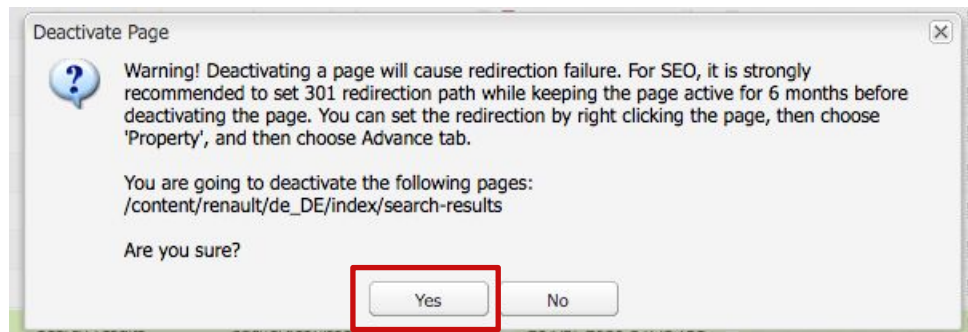 Deactivate Page
Warning! Deactivating a page will cause redirection failure. For SEO, it is strongly
recommended to set 301 redirection path while keeping the page active for 6 months before
deactivating the page. You can set the redirection by right clicking the page, then choose
'Property', and then choose Advance tab.
You are going to deactivate the following pages:
/content/renault/de_DE/index/search-results
Are you sure?
Yes No